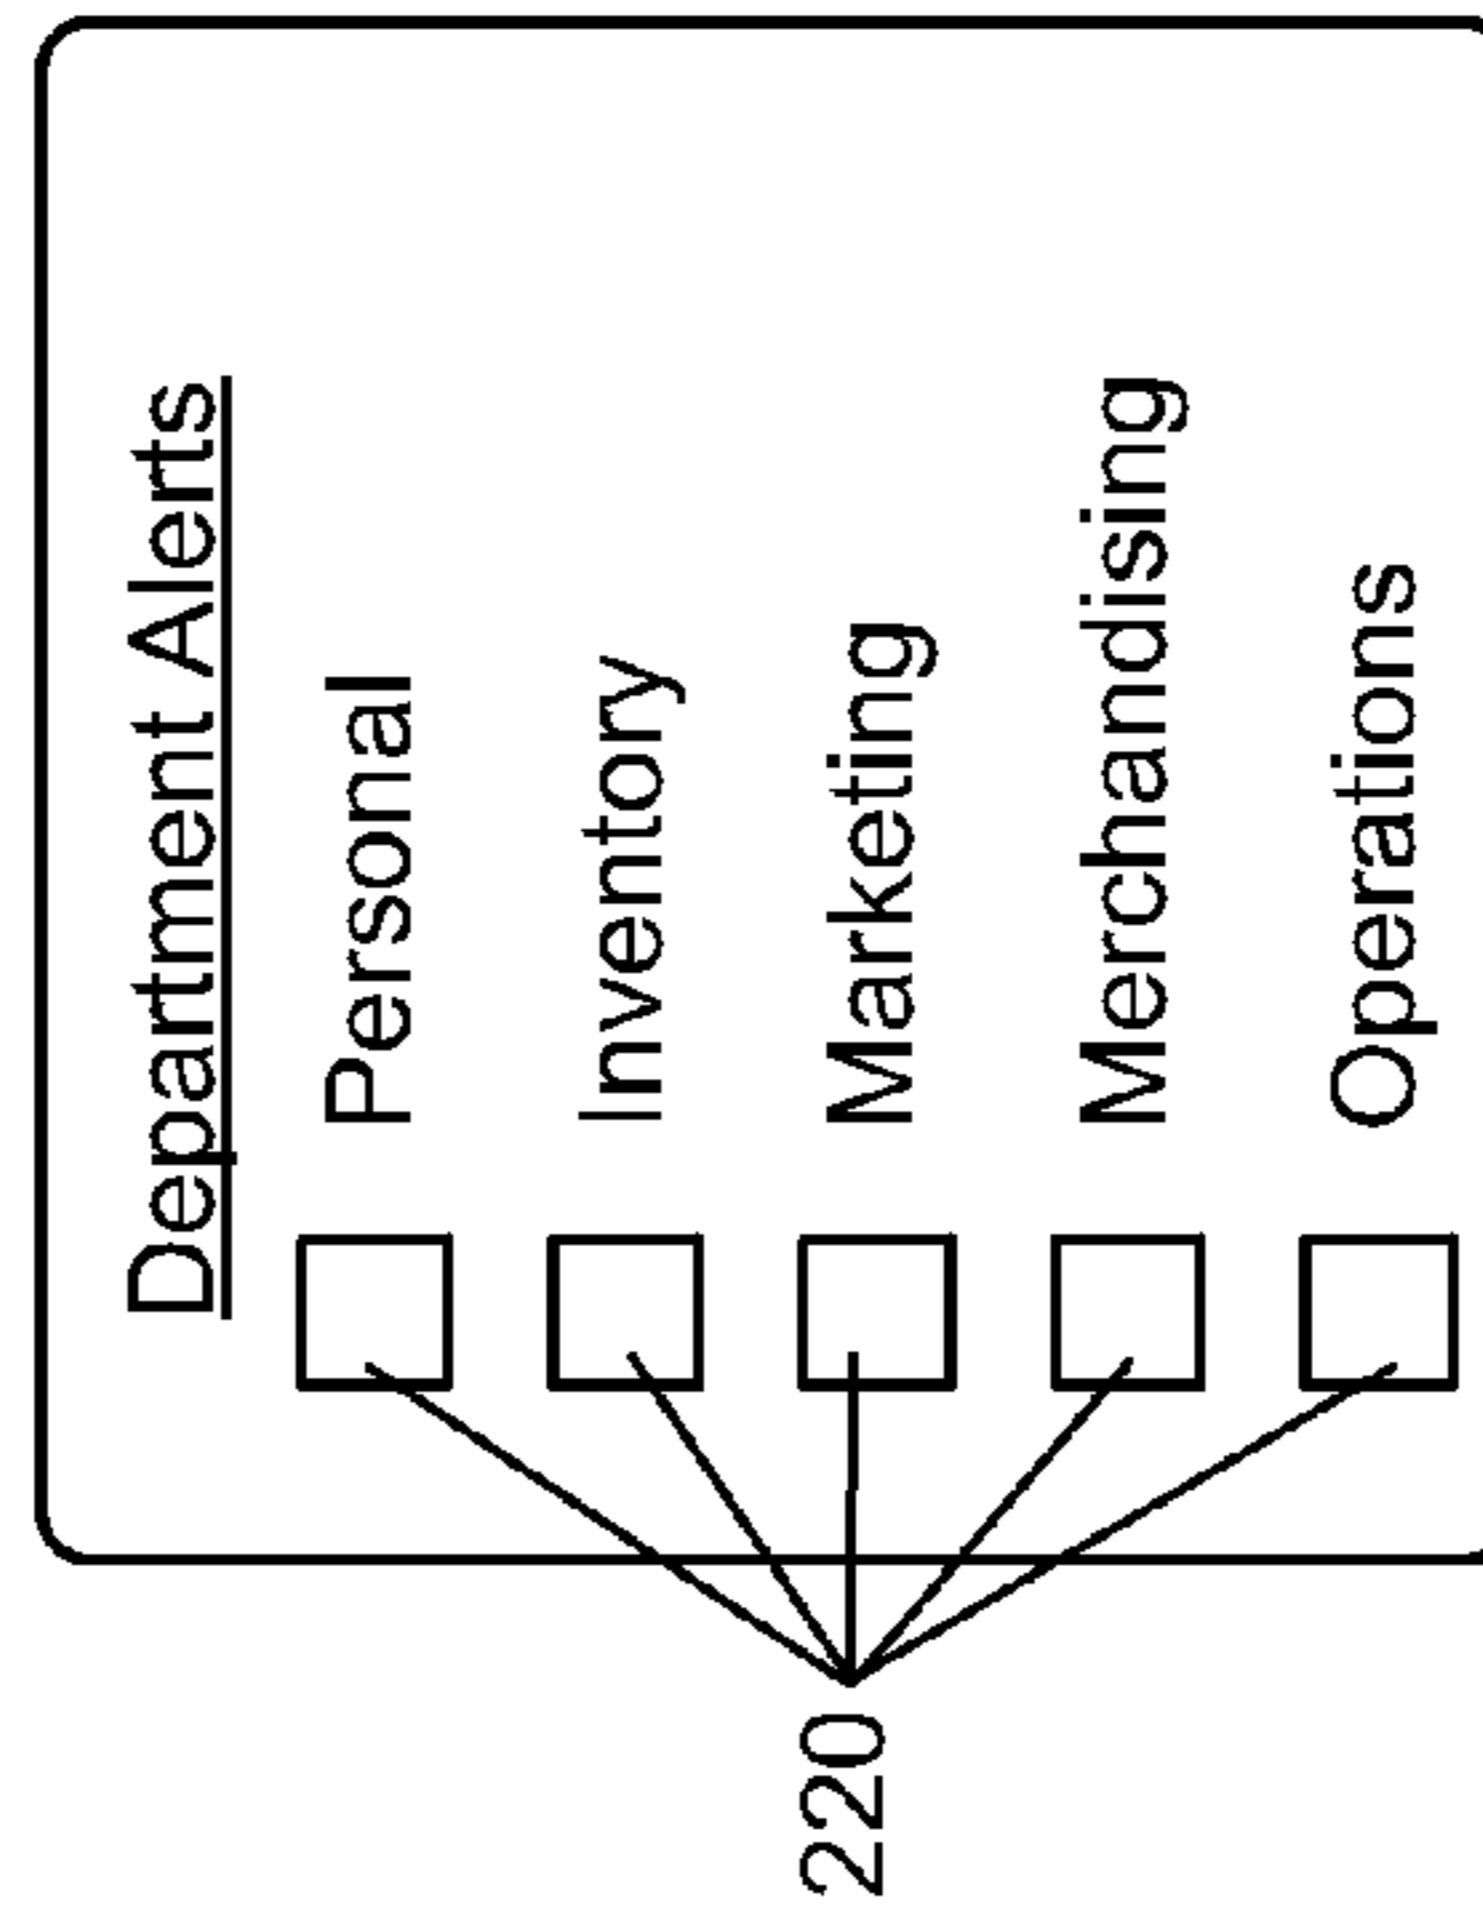 Department Alerts
Personal
Inventory
Marketing
Merchandising
Operations
220